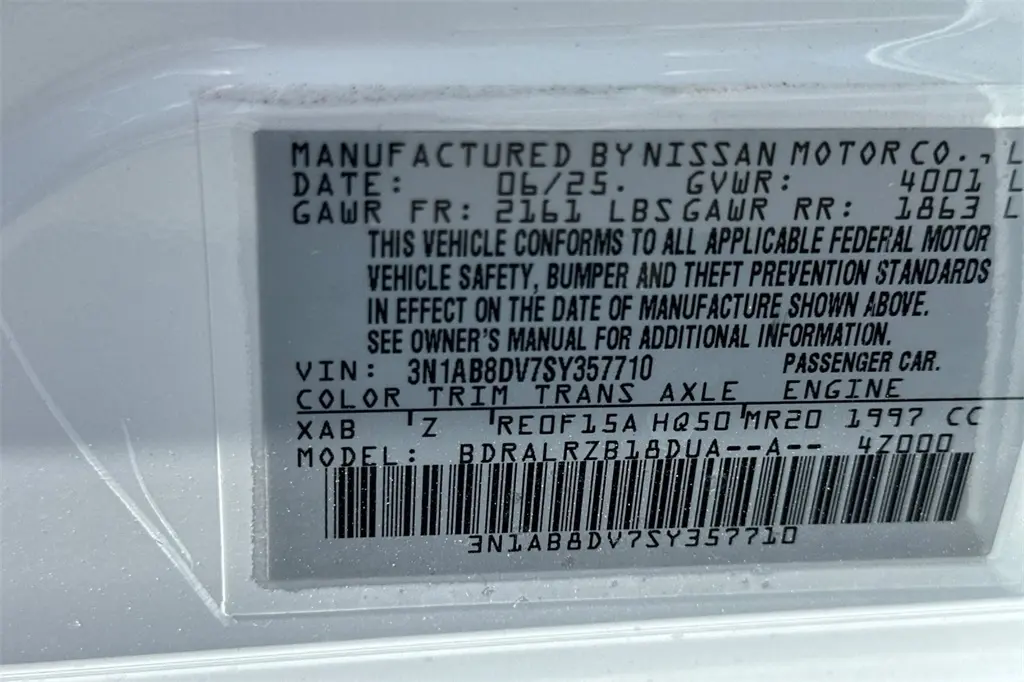 MANUFACTURED BY NISSAN MOTOR CO., L
DATE: 06/25. GVWR: 4001 L
GAWR FR: 2161 LBS GAWR RR: 1863 L
THIS VEHICLE CONFORMS TO ALL APPLICABLE FEDERAL MOTOR
VEHICLE SAFETY, BUMPER AND THEFT PREVENTION STANDARDS
IN EFFECT ON THE DATE OF MANUFACTURE SHOWN ABOVE.
SEE OWNER'S MANUAL FOR ADDITIONAL INFORMATION.
VIN: 3N1AB8DV7SY357710 PASSENGER CAR.
COLOR TRIM TRANS AXLE ENGINE
XAB Z RE0F15A HQ50 MR20 1997 CC
MODEL: BDRALRZB18DUA--A-- 4Z000
3N1AB8DV7SY357710